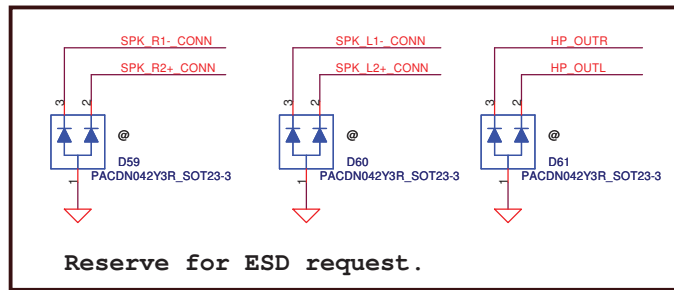 SPK_R1-_CONN
SPK_R2+_CONN
3
2
@
D59
PACDN042Y3R_SOT23-3
1
SPK_L1-_CONN
SPK_L2+_CONN
3
2
@
D60
PACDN042Y3R_SOT23-3
1
HP_OUTR
HP_OUTL
3
2
@
D61
PACDN042Y3R_SOT23-3
1
Reserve for ESD request.